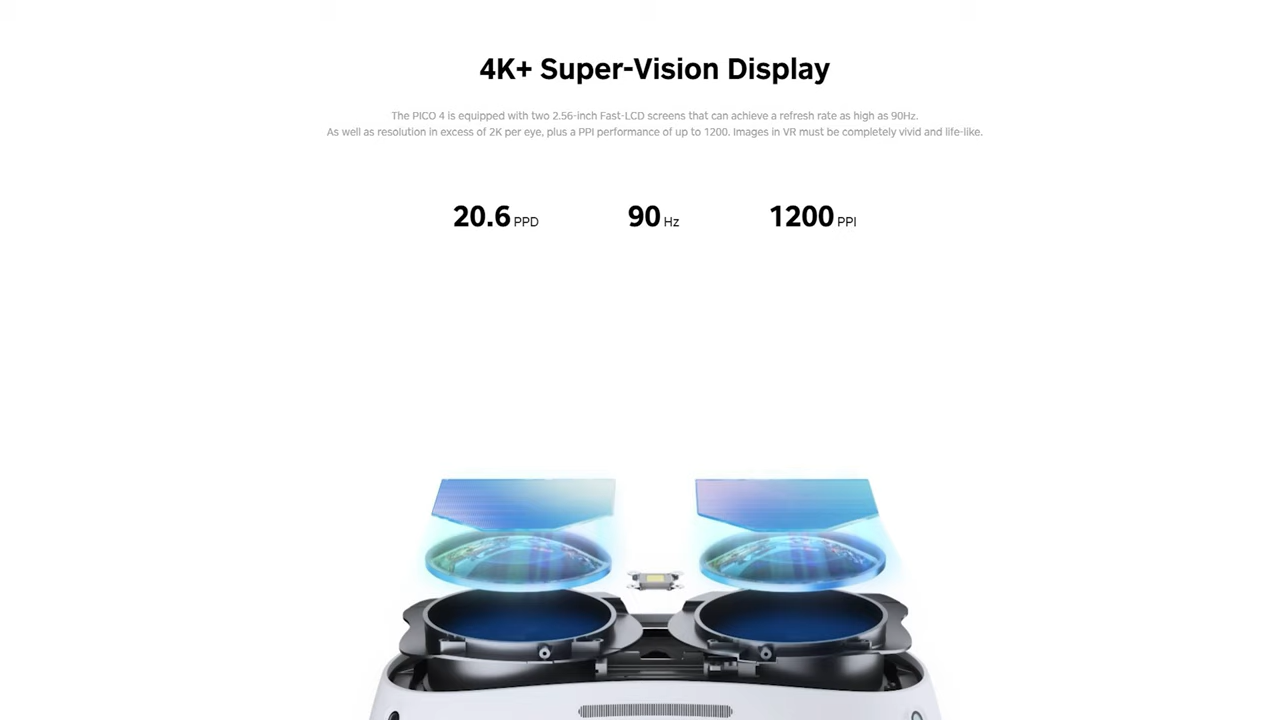 4K+ Super-Vision Display
The PICO 4 is equipped with two 2.56-inch Fast-LCD screens that can achieve a refresh rate as high as 90Hz.
As well as resolution in excess of 2K per eye, plus a PPI performance of up to 1200. Images in VR must be completely vivid and life-like.
20.6 PPD 90 Hz 1200 PPI